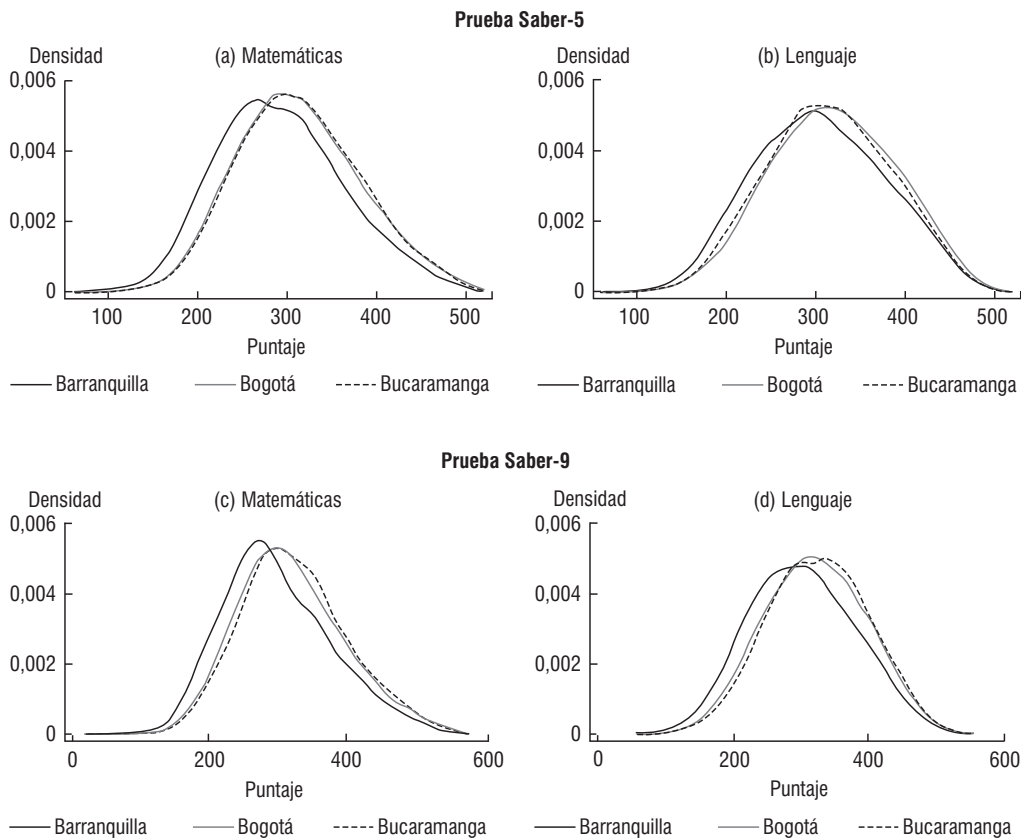 Prueba Saber-5
Densidad (a) Matemáticas
0,006
0,004
0,002
0
100 200 300 400 500
Puntaje
Barranquilla Bogotá Bucaramanga
Densidad (b) Lenguaje
0,006
0,004
0,002
0
100 200 300 400 500
Puntaje
Barranquilla Bogotá Bucaramanga
Prueba Saber-9
Densidad (c) Matemáticas
0,006
0,004
0,002
0
0 200 400 600
Puntaje
Barranquilla Bogotá Bucaramanga
Densidad (d) Lenguaje
0,006
0,004
0,002
0
0 200 400 600
Puntaje
Barranquilla Bogotá Bucaramanga